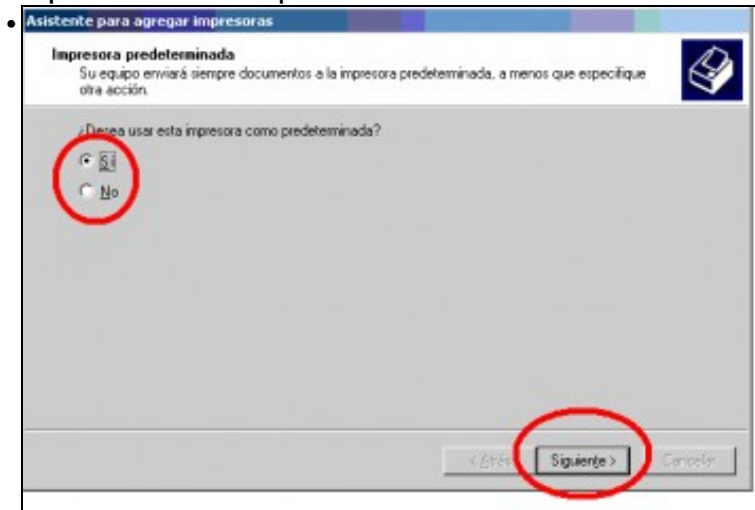 Asistente para agregar impresoras
Impresora predeterminada
Su equipo enviará siempre documentos a la impresora predeterminada, a menos que especifique
otra acción.
¿Desea usar esta impresora como predeterminada?
Sí
No
< Atrás
Siguiente >
Cancelar